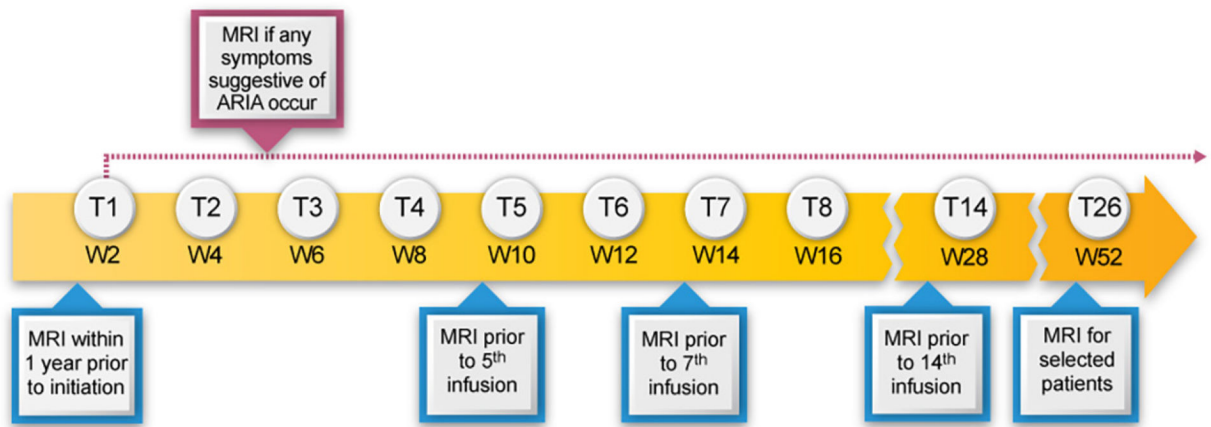 MRI if any
symptoms
suggestive of
ARIA occur
T1 T2 T3 T4 T5 T6 T7 T8 T14 T26
W2 W4 W6 W8 W10 W12 W14 W16 W28 W52
MRI within
1 year prior
to initiation
MRI prior
to 5th
infusion
MRI prior
to 7th
infusion
MRI prior
to 14th
infusion
MRI for
selected
patients